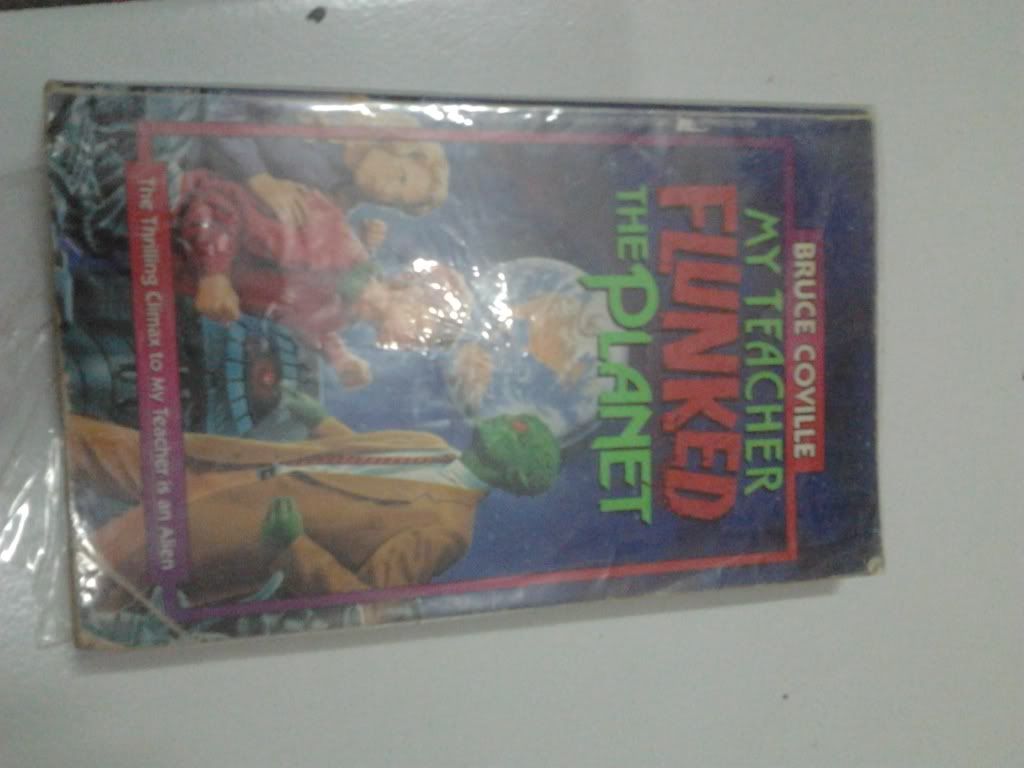 BRUCE COVILLE
MY TEACHER
FLUNKED
THE PLANET
The Thrilling Climax to My Teacher is an Alien